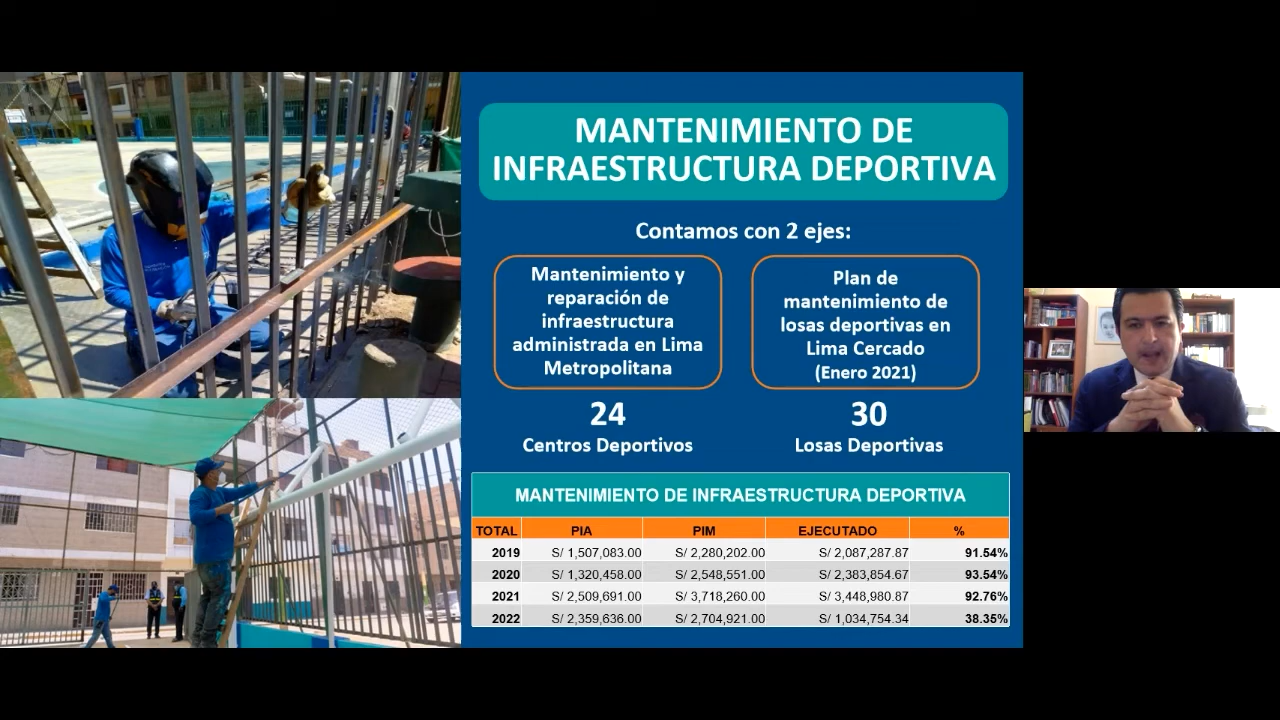 MANTENIMIENTO DE
INFRAESTRUCTURA DEPORTIVA
Contamos con 2 ejes:
Mantenimiento y
reparación de
infraestructura
administrada en Lima
Metropolitana
Plan de
mantenimiento de
losas deportivas en
Lima Cercado
(Enero 2021)
24
Centros Deportivos
30
Losas Deportivas
MANTENIMIENTO DE INFRAESTRUCTURA DEPORTIVA
TOTAL PIA PIM EJECUTADO %
2019 S/ 1,507,083.00 S/ 2,280,202.00 S/ 2,087,287.87 91.54%
2020 S/ 1,320,458.00 S/ 2,548,551.00 S/ 2,383,854.67 93.54%
2021 S/ 2,509,691.00 S/ 3,718,260.00 S/ 3,448,980.87 92.76%
2022 S/ 2,359,636.00 S/ 2,704,921.00 S/ 1,034,754.34 38.35%